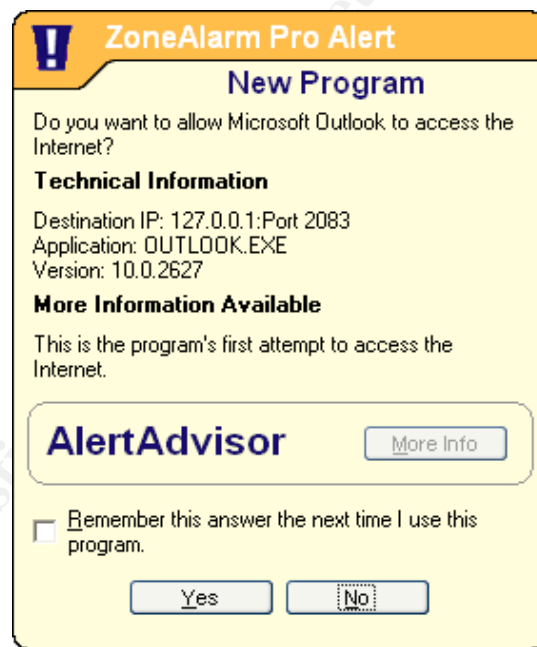 ZoneAlarm Pro Alert
New Program
Do you want to allow Microsoft Outlook to access the
Internet?
Technical Information
Destination IP: 127.0.0.1:Port 2083
Application: OUTLOOK.EXE
Version: 10.0.2627
More Information Available
This is the program's first attempt to access the
Internet.
AlertAdvisor
More Info
Remember this answer the next time I use this
program.
Yes
No